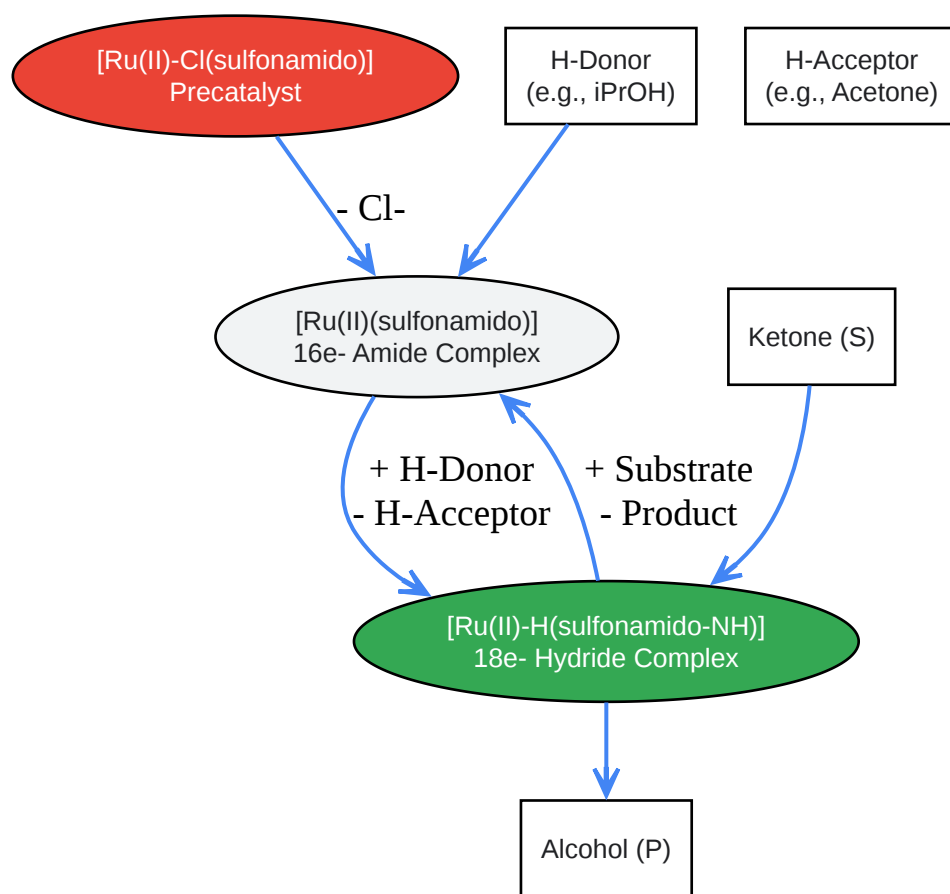 [Ru(II)-Cl(sulfonamido)]
Precatalyst
H-Donor
(e.g., iPrOH)
H-Acceptor
(e.g., Acetone)
- Cl-
[Ru(II)(sulfonamido)]
16e- Amide Complex
Ketone (S)
+ H-Donor
- H-Acceptor
+ Substrate
- Product
[Ru(II)-H(sulfonamido-NH)]
18e- Hydride Complex
Alcohol (P)